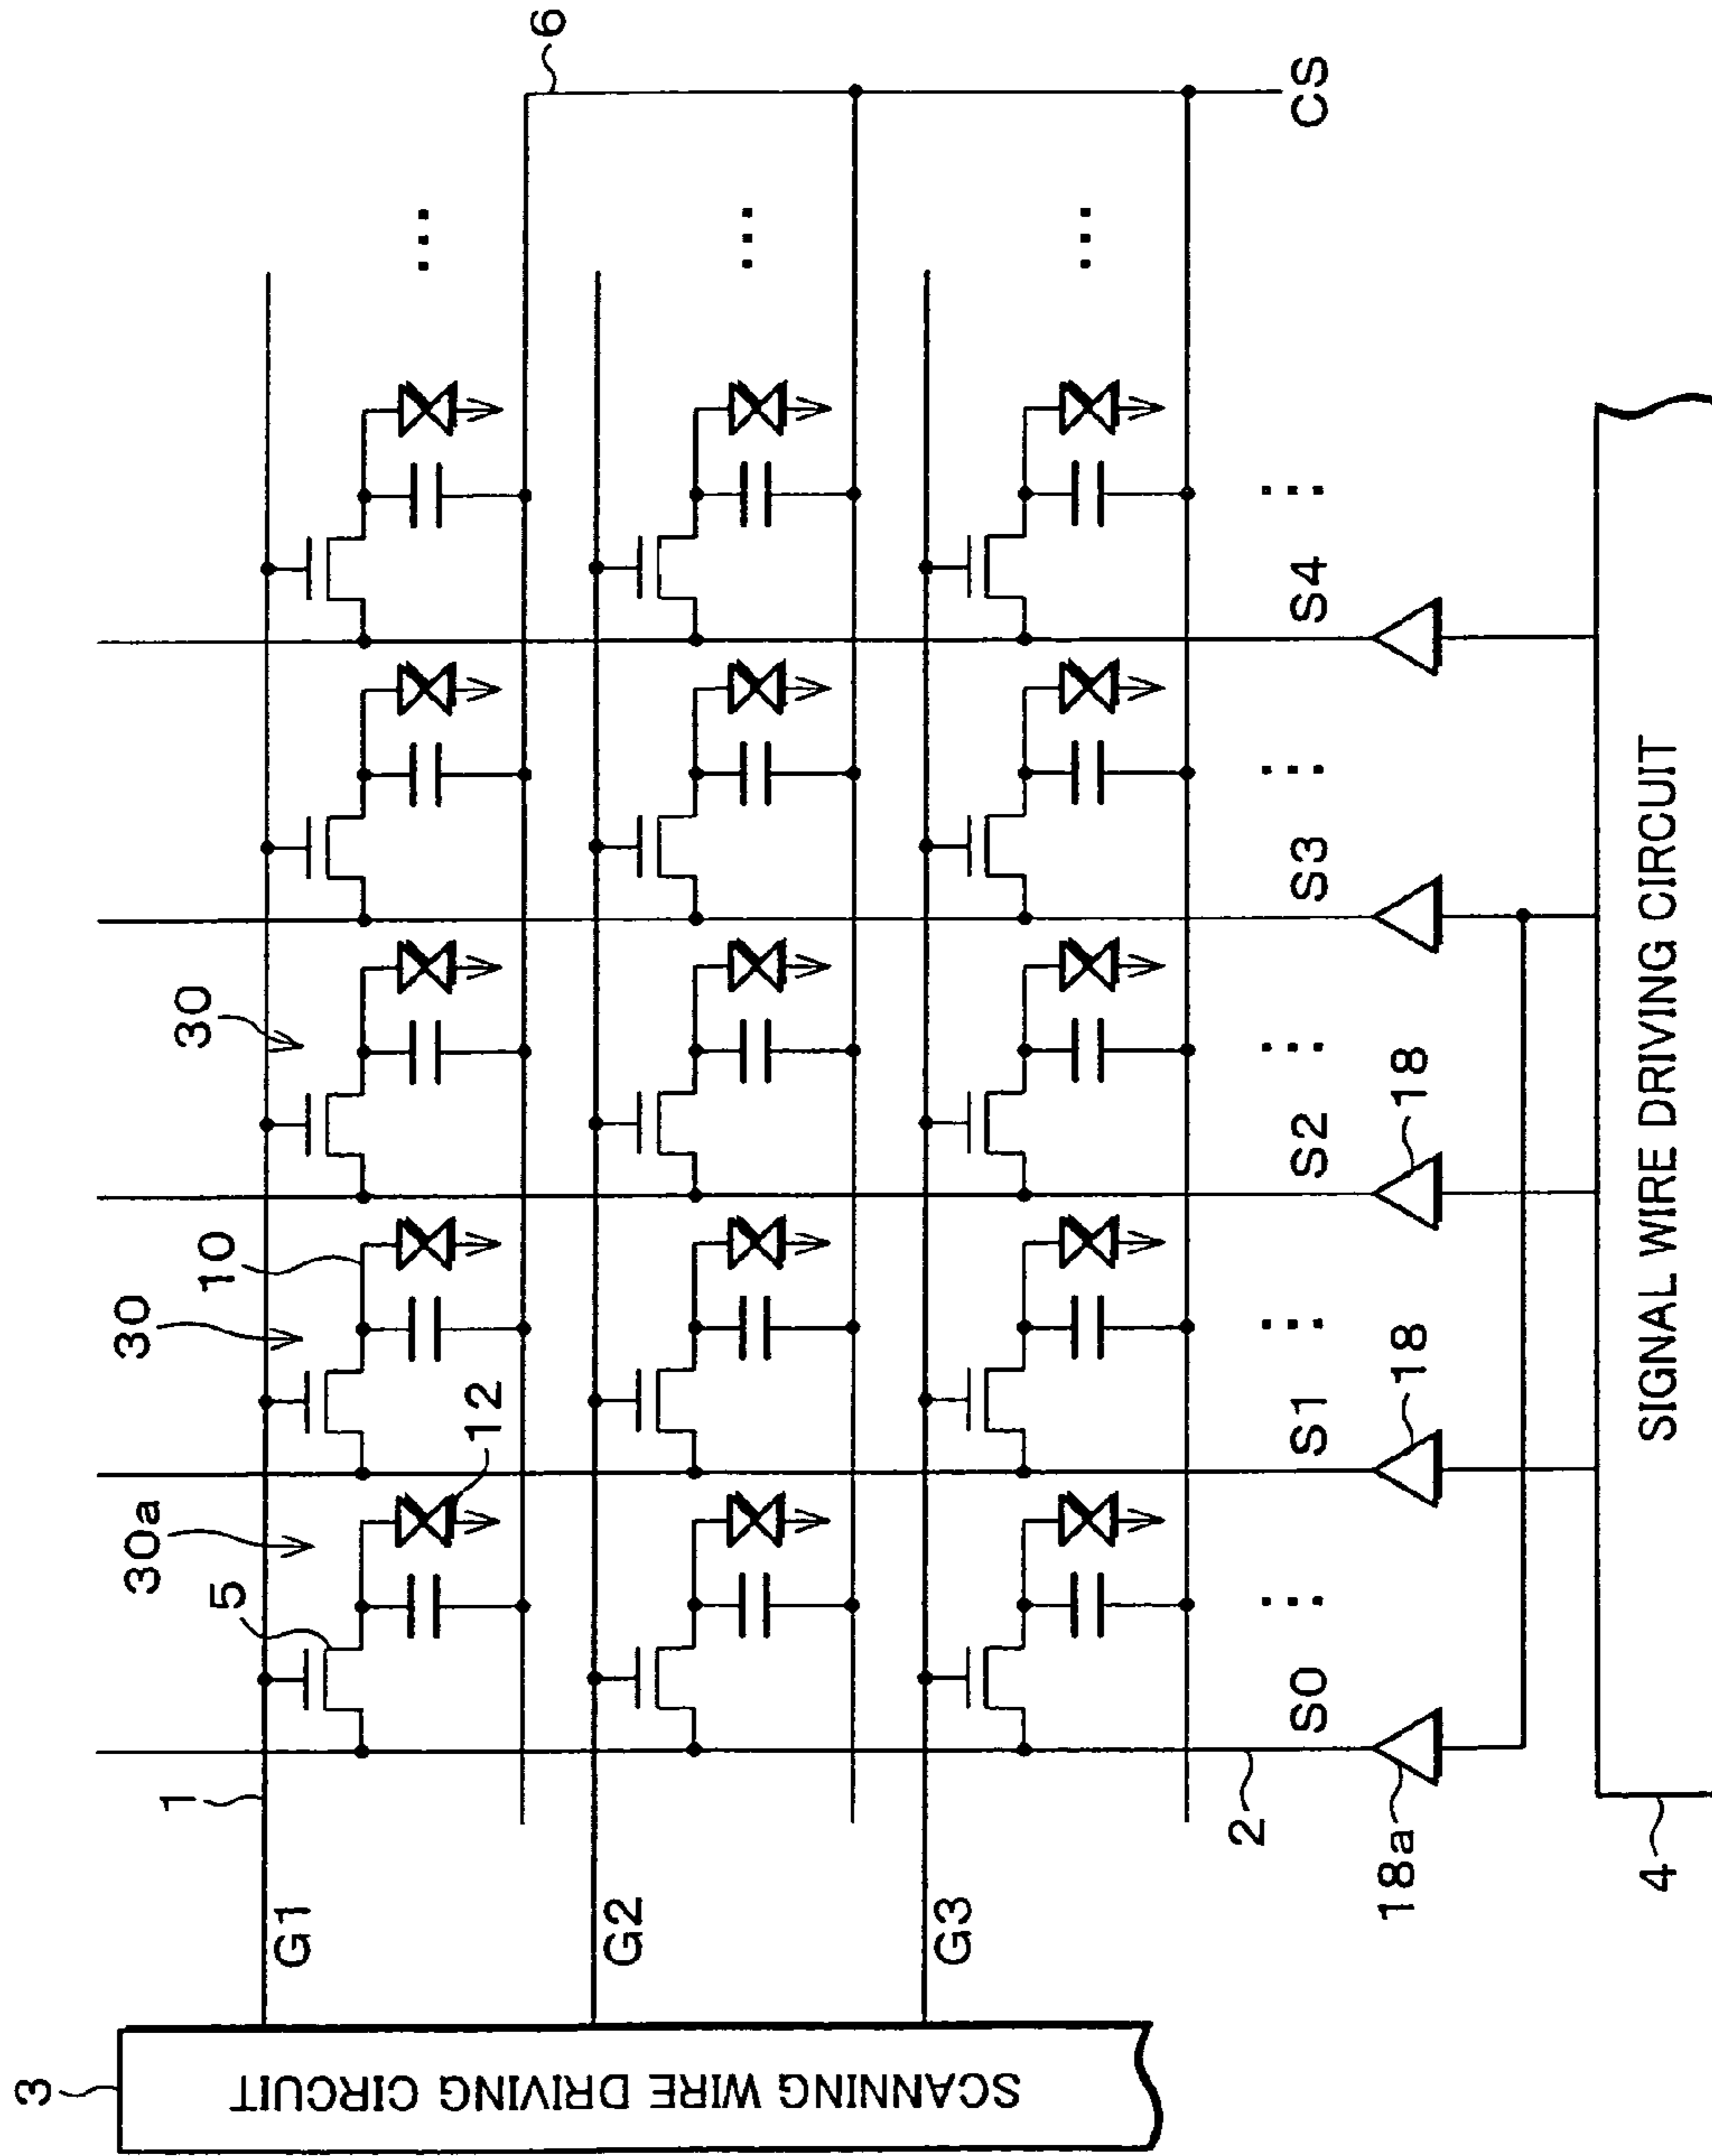 3
SCANNING WIRE DRIVING CIRCUIT
G1
G2
G3
1
5
30a
12
30
10
30
6
CS
...
...
...
2
S0
S1
S2
S3
S4
...
...
...
...
...
18a
18
18
4
SIGNAL WIRE DRIVING CIRCUIT